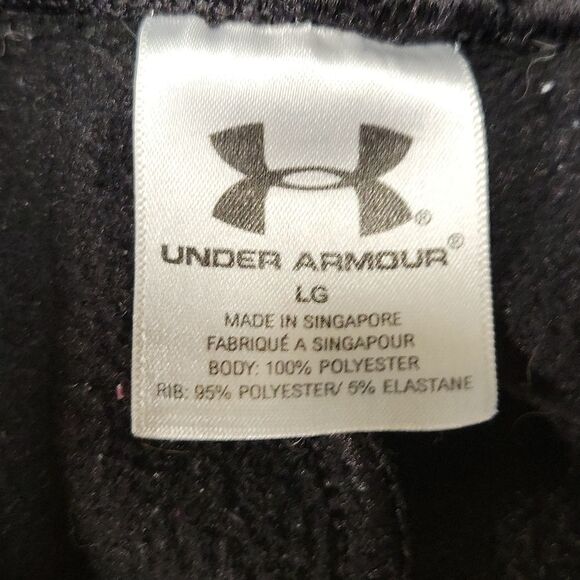 ®
UNDER ARMOUR®
LG
MADE IN SINGAPORE
FABRIQUÉ A SINGAPOUR
BODY: 100% POLYESTER
RIB: 95% POLYESTER/ 5% ELASTANE